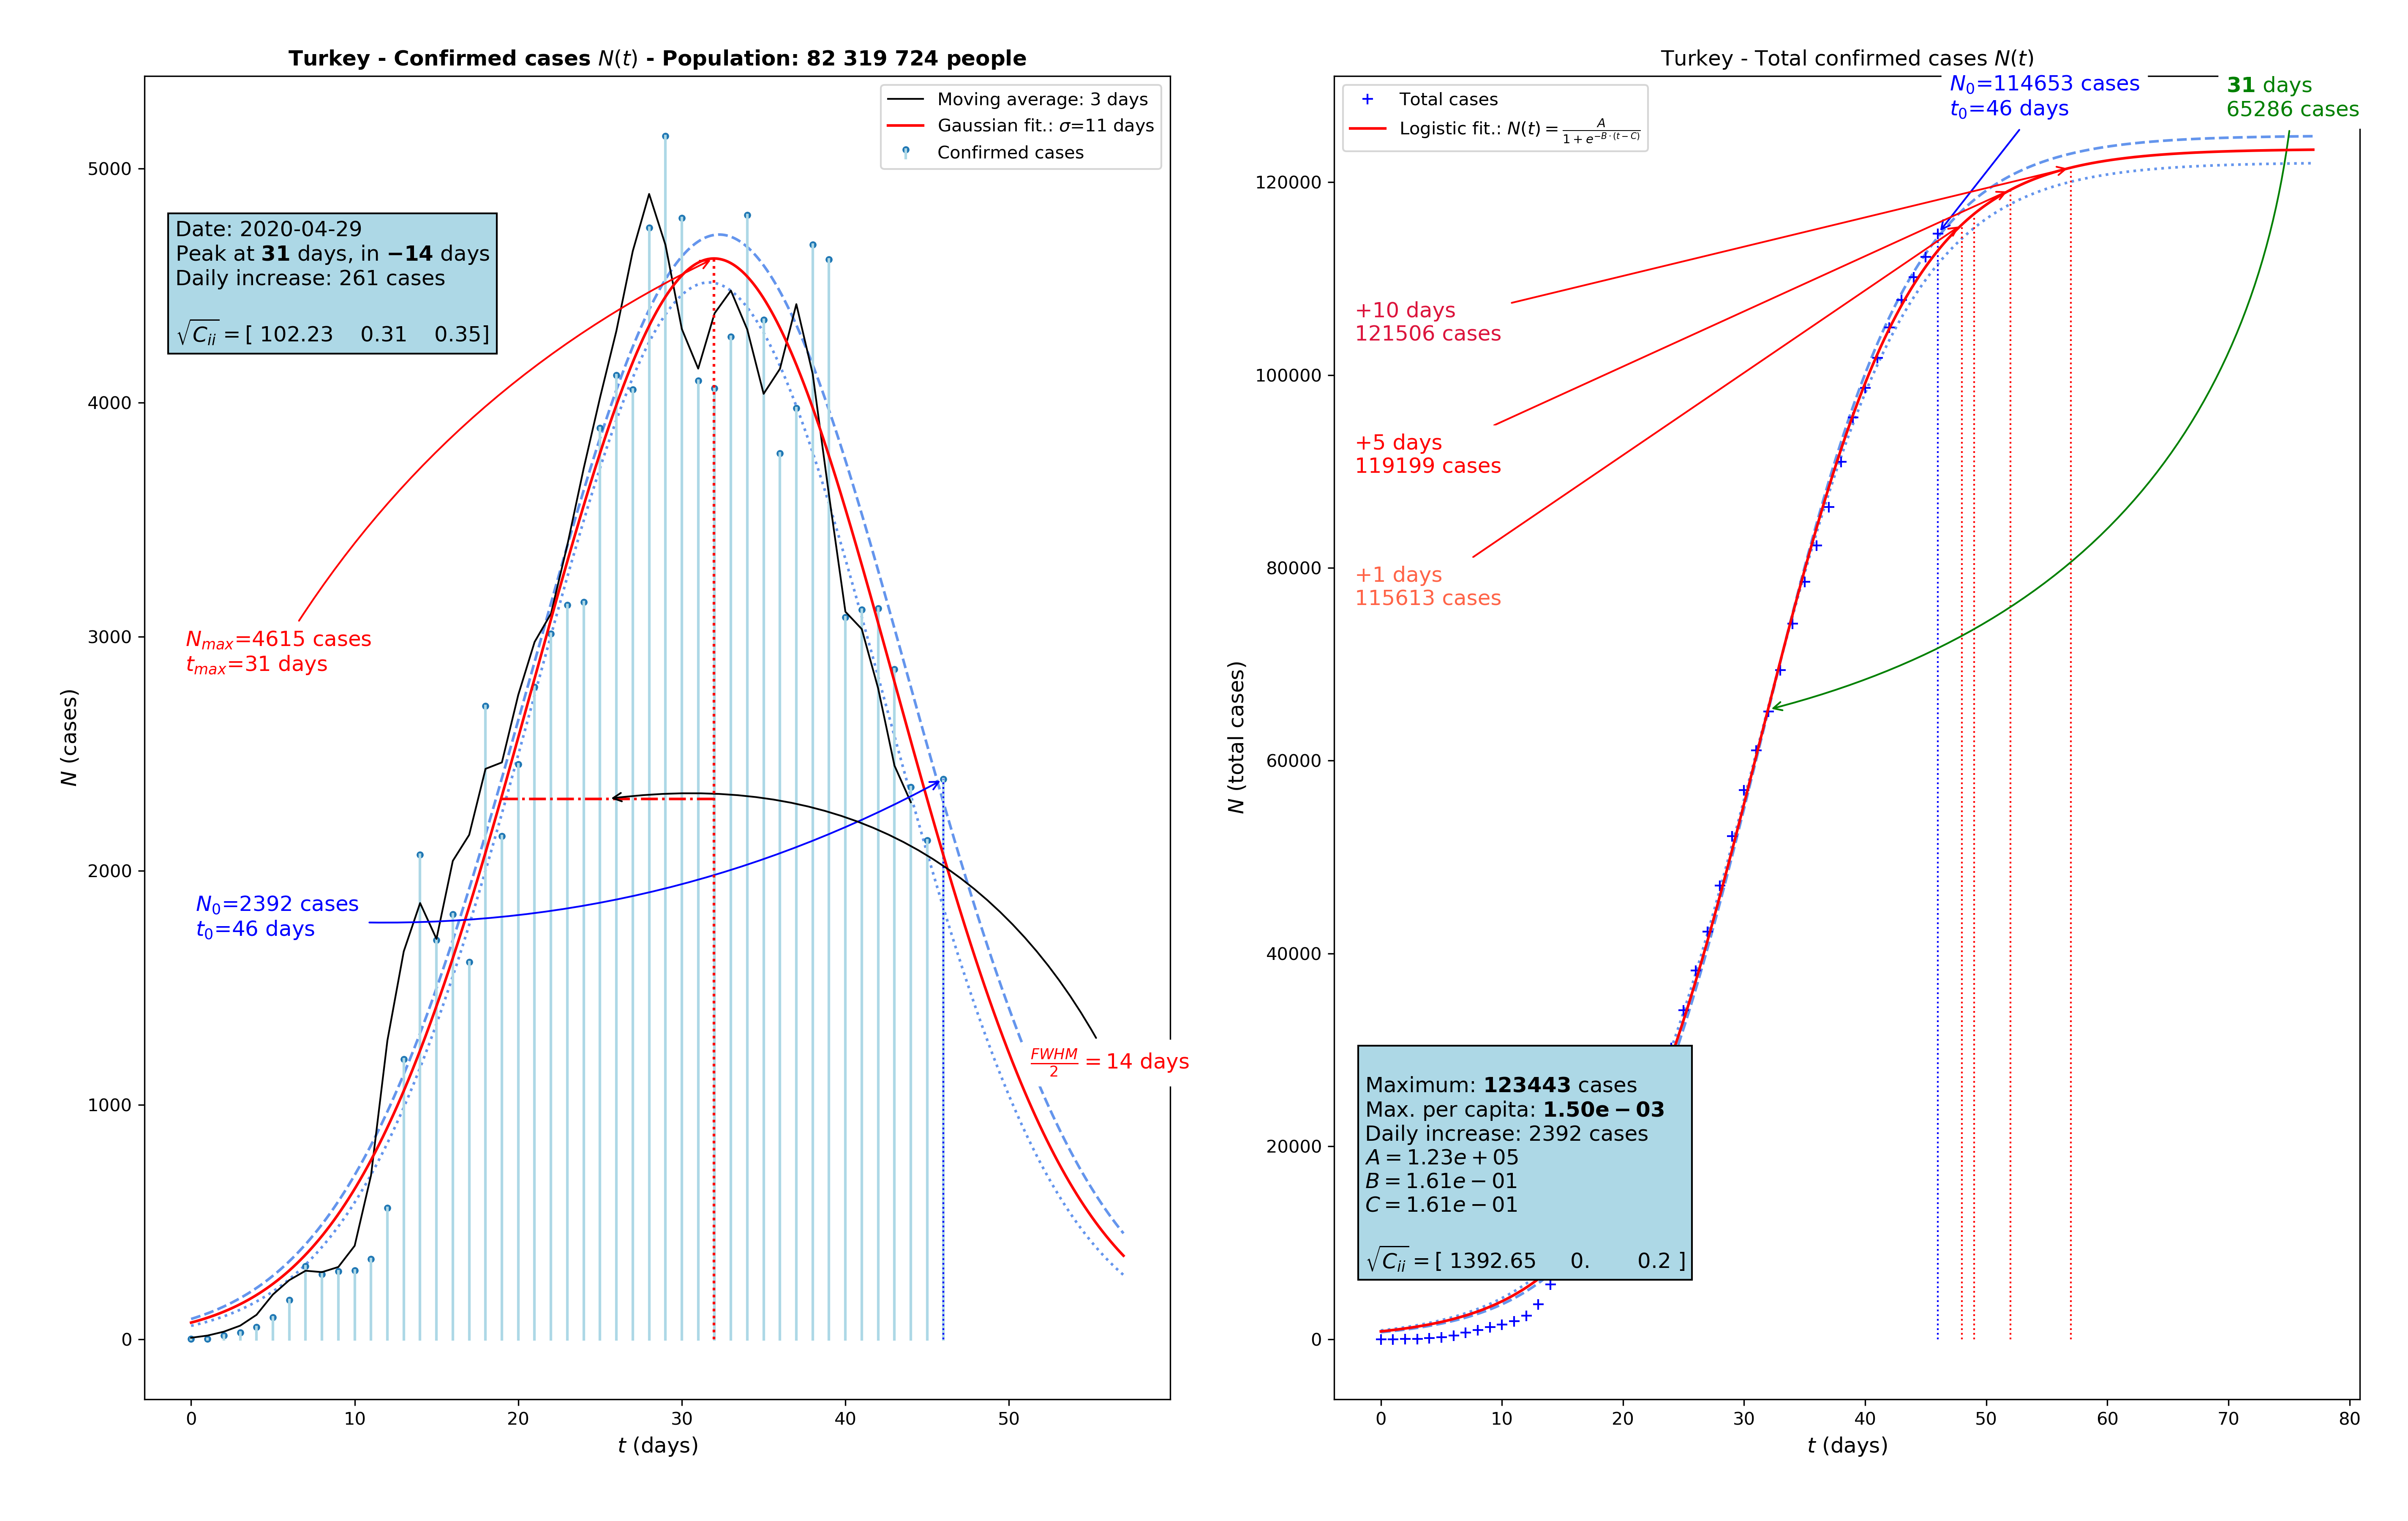 Turkey - Confirmed cases N(t) - Population: 82 319 724 people
Moving average: 3 days
Gaussian fit.: σ=11 days
Confirmed cases
Date: 2020-04-29
Peak at 31 days, in −14 days
Daily increase: 261 cases
√C_ii = [ 102.23 0.31 0.35]
N_max=4615 cases
t_max=31 days
N_0=2392 cases
t_0=46 days
FWHM/2 = 14 days
N (cases)
5000
4000
3000
2000
1000
0
0 10 20 30 40 50
t (days)
Turkey - Total confirmed cases N(t)
Total cases
Logistic fit.: N(t) = A/(1+e^{−B·(t−C)})
N_0=114653 cases
t_0=46 days
31 days
65286 cases
+10 days
121506 cases
+5 days
119199 cases
+1 days
115613 cases
Maximum: 123443 cases
Max. per capita: 1.50e − 03
Daily increase: 2392 cases
A = 1.23e + 05
B = 1.61e − 01
C = 1.61e − 01
√C_ii = [ 1392.65 0. 0.2 ]
N (total cases)
120000
100000
80000
60000
40000
20000
0
0 10 20 30 40 50 60 70 80
t (days)